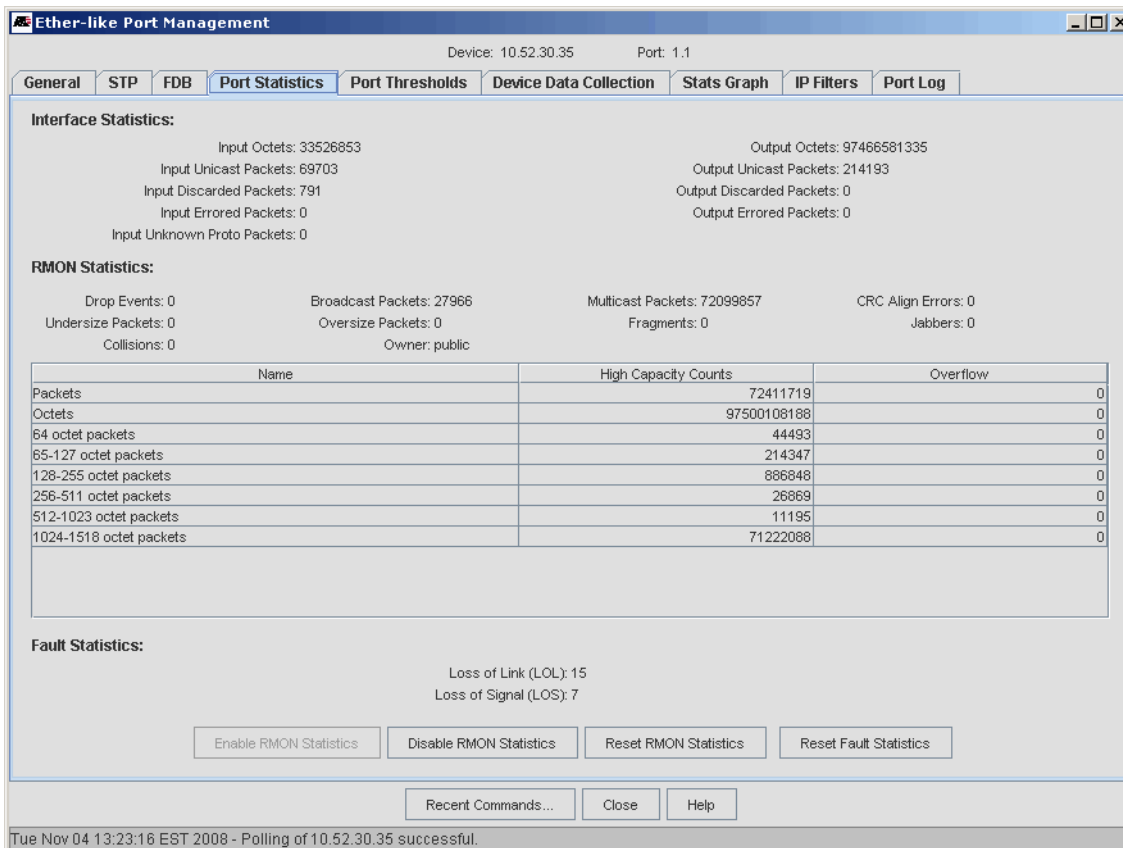 Ether-like Port Management
Device: 10.52.30.35 Port: 1.1
General STP FDB Port Statistics Port Thresholds Device Data Collection Stats Graph IP Filters Port Log
Interface Statistics:
Input Octets: 33526853 Output Octets: 97466581335
Input Unicast Packets: 69703 Output Unicast Packets: 214193
Input Discarded Packets: 791 Output Discarded Packets: 0
Input Errored Packets: 0 Output Errored Packets: 0
Input Unknown Proto Packets: 0
RMON Statistics:
Drop Events: 0 Broadcast Packets: 27966 Multicast Packets: 72099857 CRC Align Errors: 0
Undersize Packets: 0 Oversize Packets: 0 Fragments: 0 Jabbers: 0
Collisions: 0 Owner: public
Name High Capacity Counts Overflow
Packets 72411719 0
Octets 97500108188 0
64 octet packets 44493 0
65-127 octet packets 214347 0
128-255 octet packets 886848 0
256-511 octet packets 26869 0
512-1023 octet packets 11195 0
1024-1518 octet packets 71222088 0
Fault Statistics:
Loss of Link (LOL): 15
Loss of Signal (LOS): 7
Enable RMON Statistics Disable RMON Statistics Reset RMON Statistics Reset Fault Statistics
Recent Commands... Close Help
Tue Nov 04 13:23:16 EST 2008 - Polling of 10.52.30.35 successful.